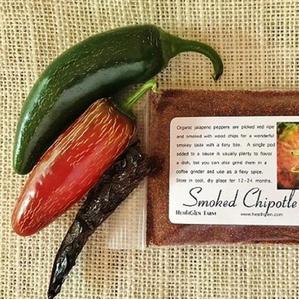 Organic jalapeno peppers are picked red ripe
and smoked with wood chips for a wonderful
smokey taste with a fiery bite. A single pod
added to a sauce is usually plenty to flavor
a dish, but you can also grind them in a
coffee grinder and use as a fiery spice.
Store in cool, dry place for 12-24 months.
Smoked Chipotle
HeathGlen Farm www.heathglen.com